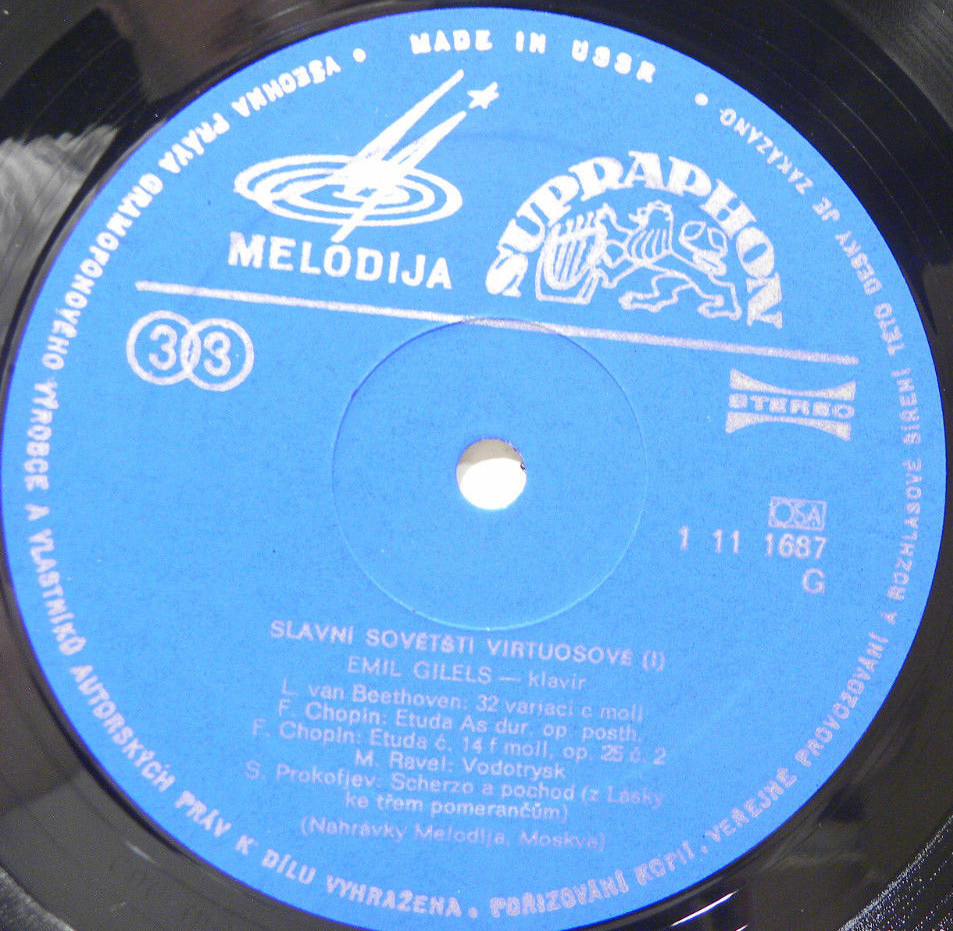 MADE IN USSR
MELODIJA
SUPRAPHON
33
STEREO
OSA
1 11 1687
G
SLAVNÍ SOVĚTŠTÍ VIRTUOSOVÉ (I)
EMIL GILELS — klavír
L. van Beethoven: 32 variací c moll
F. Chopin: Etuda As dur, op. posth.
F. Chopin: Etuda č. 14 f moll, op. 25 č. 2
M. Ravel: Vodotrysk
S. Prokofjev: Scherzo a pochod (z Lásky
ke třem pomerančům)
(Nahrávky Melodija, Moskva)
• VŠECHNA PRÁVA GRAMOFONOVÉHO VÝROBCE A VLASTNÍKŮ AUTORSKÝCH PRÁV K DÍLU VYHRAŽENA. POŘIZOVÁNÍ KOPIÍ, VEŘEJNÉ PROVOZOVÁNÍ A ROZHLASOVÉ ŠÍŘENÍ TÉTO DESKY JE ZAKÁZÁNO. •